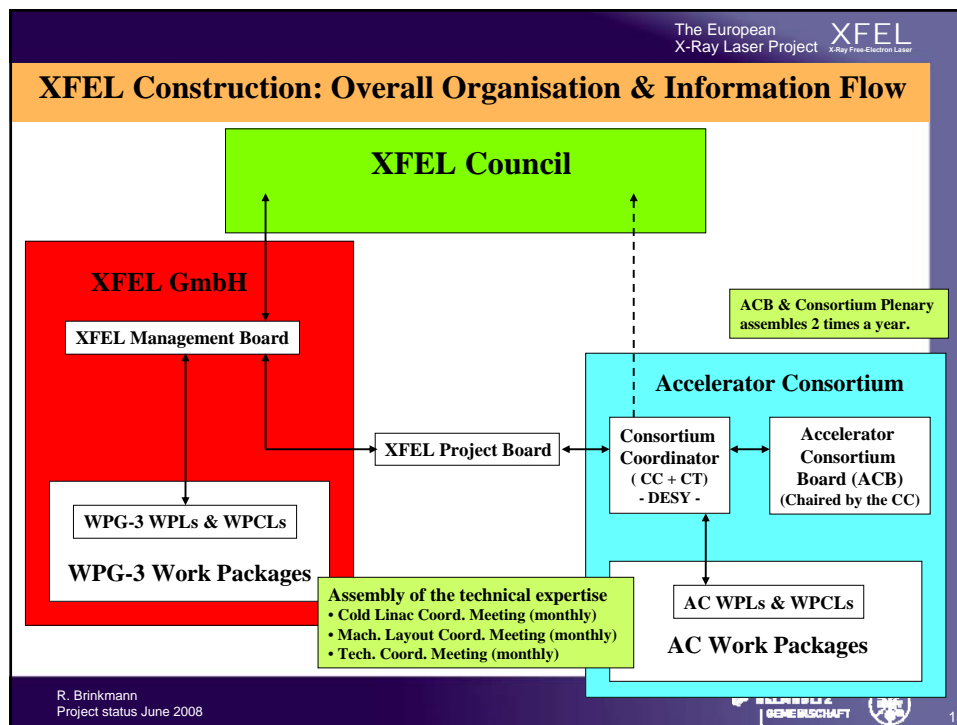 The European
X-Ray Laser Project
XFEL
X-Ray Free-Electron Laser
XFEL Construction: Overall Organisation & Information Flow
XFEL Council
XFEL GmbH
XFEL Management Board
ACB & Consortium Plenary
assembles 2 times a year.
Accelerator Consortium
XFEL Project Board
Consortium
Coordinator
( CC + CT)
- DESY -
Accelerator
Consortium
Board (ACB)
(Chaired by the CC)
WPG-3 WPLs & WPCLs
WPG-3 Work Packages
Assembly of the technical expertise
• Cold Linac Coord. Meeting (monthly)
• Mach. Layout Coord. Meeting (monthly)
• Tech. Coord. Meeting (monthly)
AC WPLs & WPCLs
AC Work Packages
R. Brinkmann
Project status June 2008
GEMEINSCHAFT
1